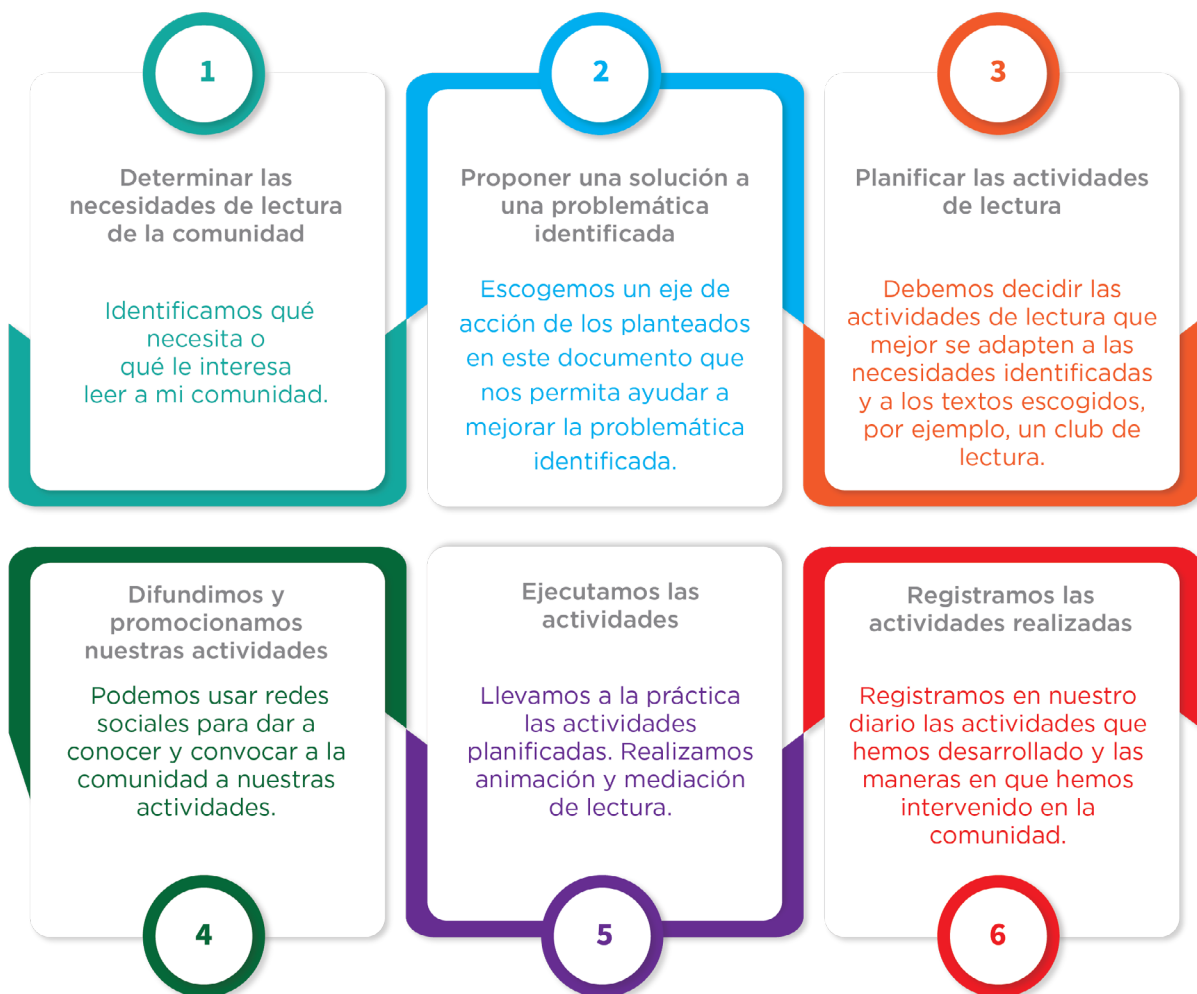 1
Determinar las
necesidades de lectura
de la comunidad
Identificamos qué
necesita o
qué le interesa
leer a mi comunidad.
2
Proponer una solución a
una problemática
identificada
Escogemos un eje de
acción de los planteados
en este documento que
nos permita ayudar a
mejorar la problemática
identificada.
3
Planificar las actividades
de lectura
Debemos decidir las
actividades de lectura que
mejor se adapten a las
necesidades identificadas
y a los textos escogidos,
por ejemplo, un club de
lectura.
Difundimos y
promocionamos
nuestras actividades
Podemos usar redes
sociales para dar a
conocer y convocar a la
comunidad a nuestras
actividades.
4
Ejecutamos las
actividades
Llevamos a la práctica
las actividades
planificadas. Realizamos
animación y mediación
de lectura.
5
Registramos las
actividades realizadas
Registramos en nuestro
diario las actividades que
hemos desarrollado y las
maneras en que hemos
intervenido en la
comunidad.
6